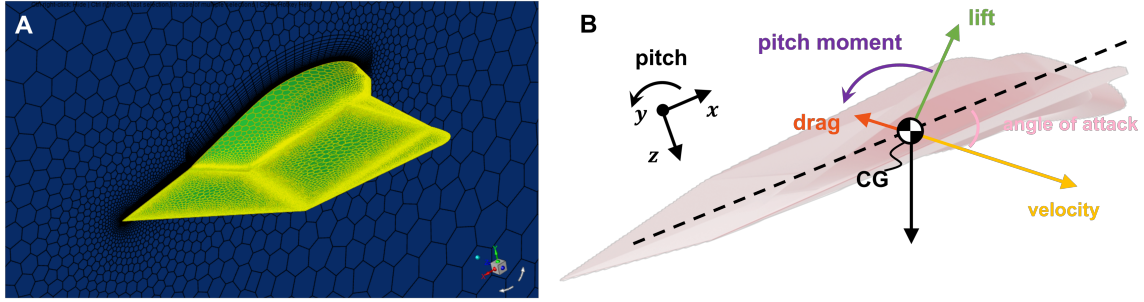 A
B
lift
pitch moment
pitch
y
x
drag
angle of attack
z
CG
velocity